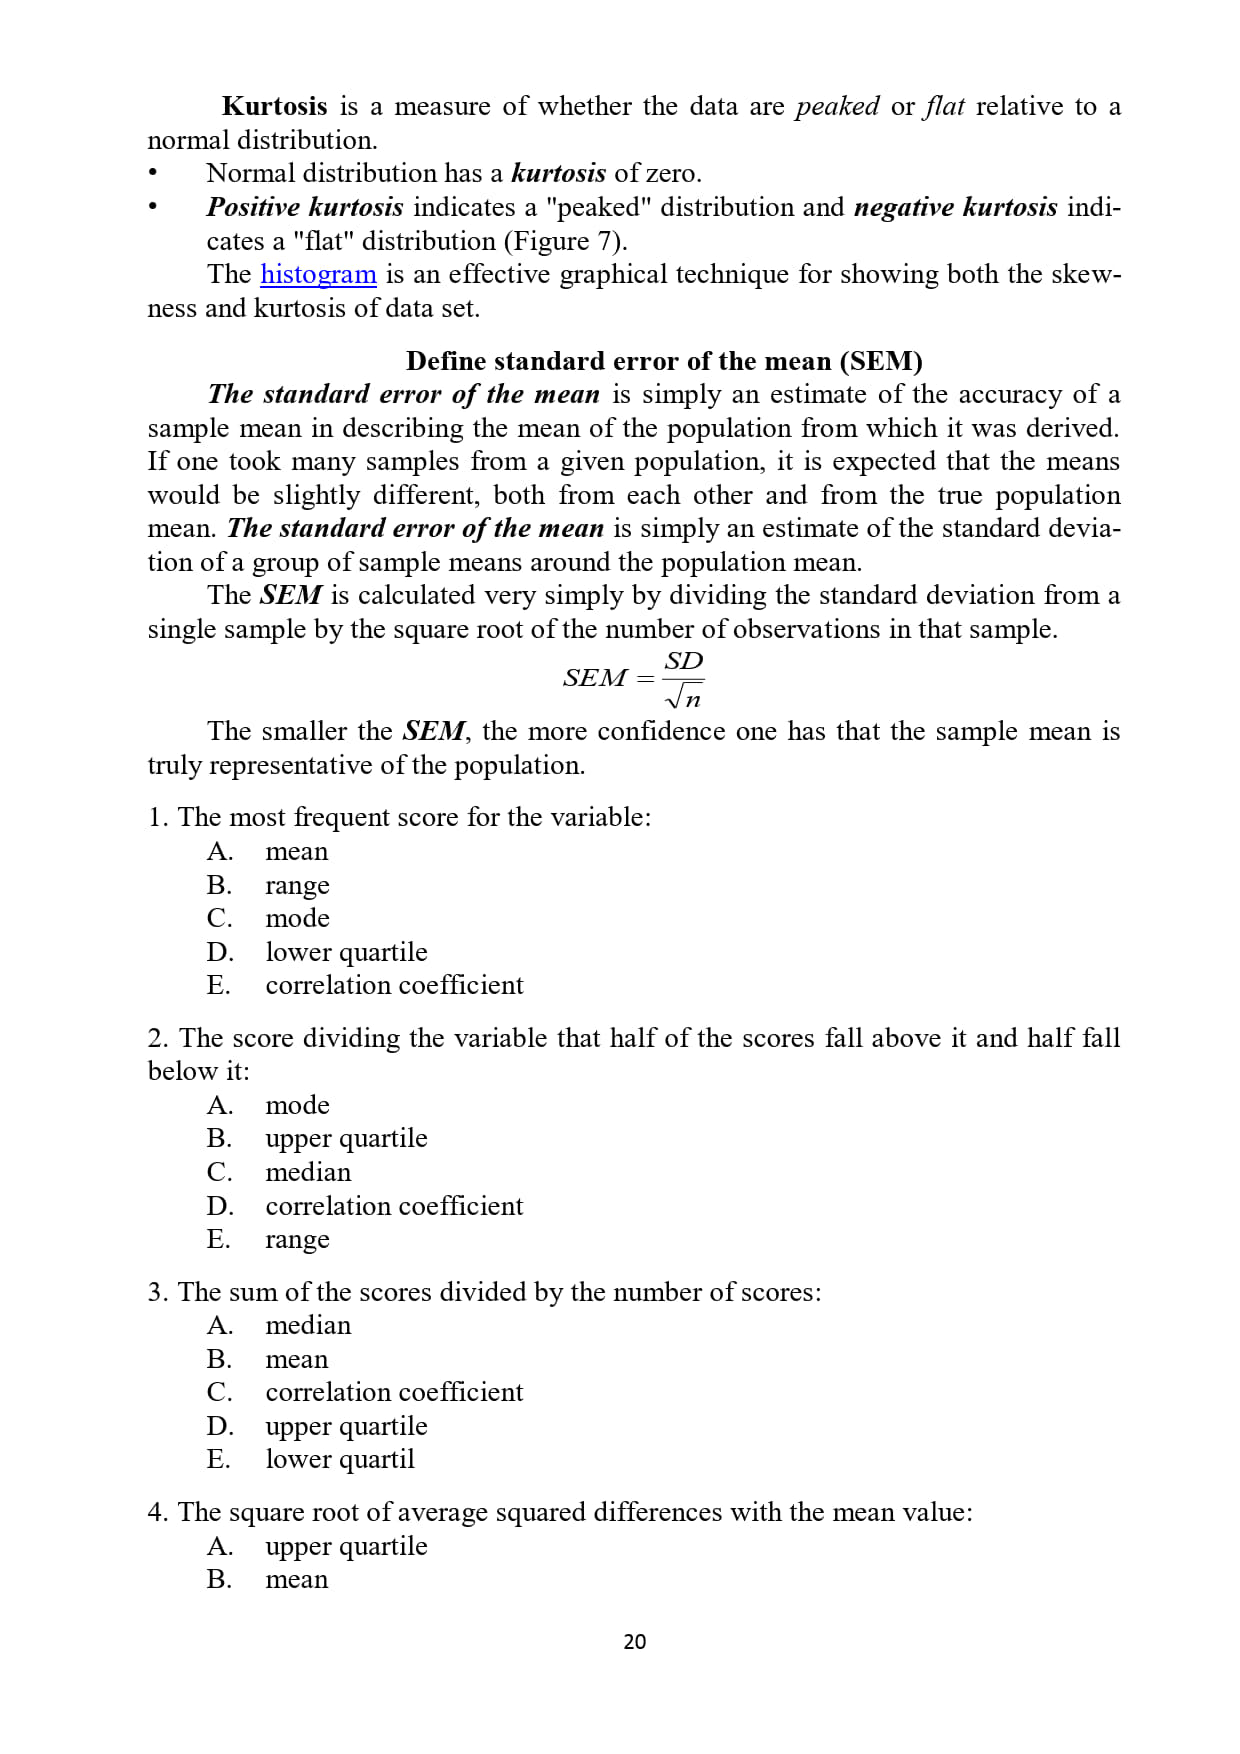 Kurtosis is a measure of whether the data are peaked or flat relative to a
normal distribution.
• Normal distribution has a kurtosis of zero.
• Positive kurtosis indicates a "peaked" distribution and negative kurtosis indi-
cates a "flat" distribution (Figure 7).
The histogram is an effective graphical technique for showing both the skew-
ness and kurtosis of data set.
Define standard error of the mean (SEM)
The standard error of the mean is simply an estimate of the accuracy of a
sample mean in describing the mean of the population from which it was derived.
If one took many samples from a given population, it is expected that the means
would be slightly different, both from each other and from the true population
mean. The standard error of the mean is simply an estimate of the standard devia-
tion of a group of sample means around the population mean.
The SEM is calculated very simply by dividing the standard deviation from a
single sample by the square root of the number of observations in that sample.
SEM = SD / √n
The smaller the SEM, the more confidence one has that the sample mean is
truly representative of the population.
1. The most frequent score for the variable:
A. mean
B. range
C. mode
D. lower quartile
E. correlation coefficient
2. The score dividing the variable that half of the scores fall above it and half fall
below it:
A. mode
B. upper quartile
C. median
D. correlation coefficient
E. range
3. The sum of the scores divided by the number of scores:
A. median
B. mean
C. correlation coefficient
D. upper quartile
E. lower quartil
4. The square root of average squared differences with the mean value:
A. upper quartile
B. mean
20